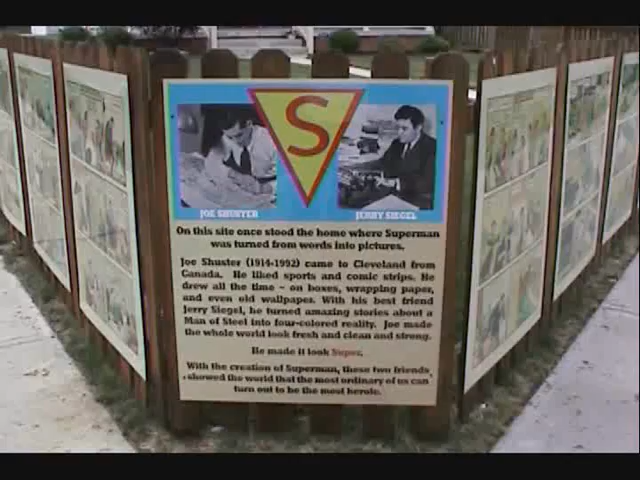 S
JOE SHUSTER
JERRY SIEGEL
On this site once stood the home where Superman
was turned from words into pictures.
Joe Shuster (1914-1992) came to Cleveland from
Canada. He liked sports and comic strips. He
drew all the time - on boxes, wrapping paper,
and even old wallpaper. With his best friend
Jerry Siegel, he turned amazing stories about a
Man of Steel into four-colored reality. Joe made
the whole world look fresh and clean and strong.
He made it look Super.
With the creation of Superman, these two friends
showed the world that the most ordinary of us can
turn out to be the most heroic.